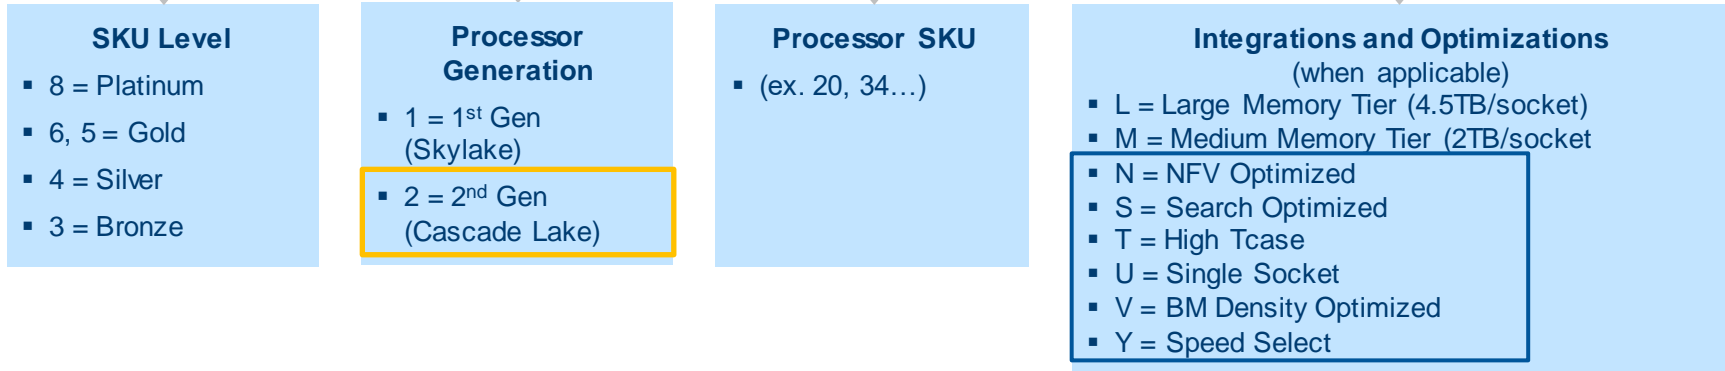 SKU Level
▪ 8 = Platinum
▪ 6, 5 = Gold
▪ 4 = Silver
▪ 3 = Bronze
Processor
Generation
▪ 1 = 1st Gen
(Skylake)
▪ 2 = 2nd Gen
(Cascade Lake)
Processor SKU
▪ (ex. 20, 34…)
Integrations and Optimizations
(when applicable)
▪ L = Large Memory Tier (4.5TB/socket)
▪ M = Medium Memory Tier (2TB/socket
▪ N = NFV Optimized
▪ S = Search Optimized
▪ T = High Tcase
▪ U = Single Socket
▪ V = BM Density Optimized
▪ Y = Speed Select